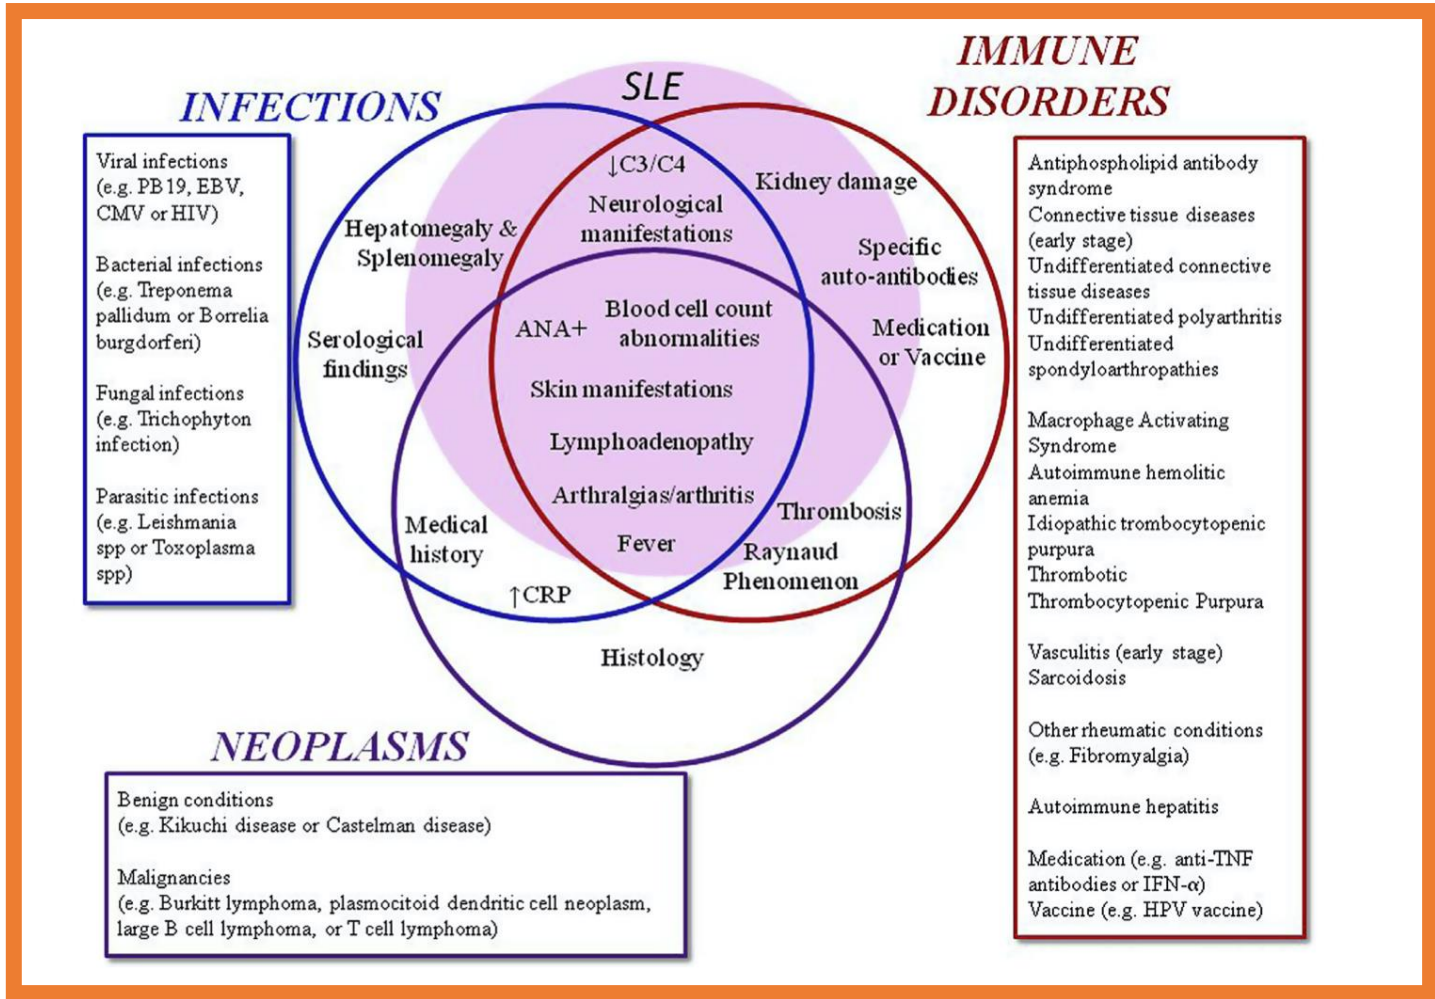 SLE
INFECTIONS
IMMUNE
DISORDERS
Viral infections
(e.g. PB19, EBV,
CMV or HIV)
Bacterial infections
(e.g. Treponema
pallidum or Borrelia
burgdorferi)
Fungal infections
(e.g. Trichophyton
infection)
Parasitic infections
(e.g. Leishmania
spp or Toxoplasma
spp)
↓C3/C4
Neurological
manifestations
Kidney damage
Hepatomegaly &
Splenomegaly
Specific
auto-antibodies
Serological
findings
ANA+
Blood cell count
abnormalities
Medication
or Vaccine
Skin manifestations
Lymphoadenopathy
Arthralgias/arthritis
Thrombosis
Medical
history
Fever
Raynaud
Phenomenon
↑CRP
Histology
Antiphospholipid antibody
syndrome
Connective tissue diseases
(early stage)
Undifferentiated connective
tissue diseases
Undifferentiated polyarthritis
Undifferentiated
spondyloarthropathies
Macrophage Activating
Syndrome
Autoimmune hemolitic
anemia
Idiopathic trombocytopenic
purpura
Thrombotic
Thrombocytopenic Purpura
Vasculitis (early stage)
Sarcoidosis
Other rheumatic conditions
(e.g. Fibromyalgia)
Autoimmune hepatitis
Medication (e.g. anti-TNF
antibodies or IFN-α)
Vaccine (e.g. HPV vaccine)
NEOPLASMS
Benign conditions
(e.g. Kikuchi disease or Castelman disease)
Malignancies
(e.g. Burkitt lymphoma, plasmocitoid dendritic cell neoplasm,
large B cell lymphoma, or T cell lymphoma)